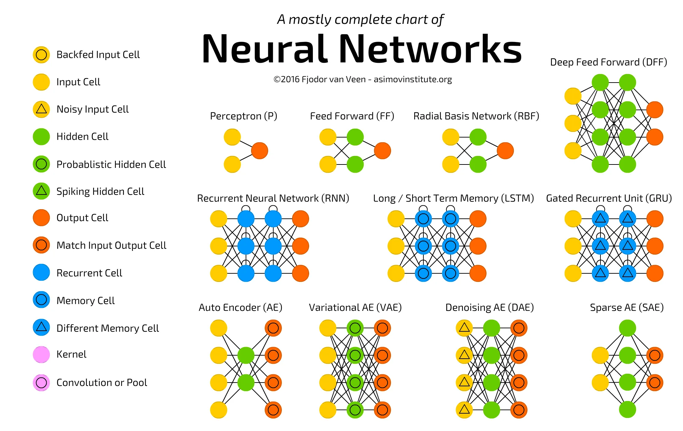 A mostly complete chart of
Neural Networks
©2016 Fjodor van Veen - asimovinstitute.org
Backfed Input Cell
Input Cell
Noisy Input Cell
Hidden Cell
Probablistic Hidden Cell
Spiking Hidden Cell
Output Cell
Match Input Output Cell
Recurrent Cell
Memory Cell
Different Memory Cell
Kernel
Convolution or Pool
Deep Feed Forward (DFF)
Perceptron (P)
Feed Forward (FF)
Radial Basis Network (RBF)
Recurrent Neural Network (RNN)
Long / Short Term Memory (LSTM)
Gated Recurrent Unit (GRU)
Auto Encoder (AE)
Variational AE (VAE)
Denoising AE (DAE)
Sparse AE (SAE)